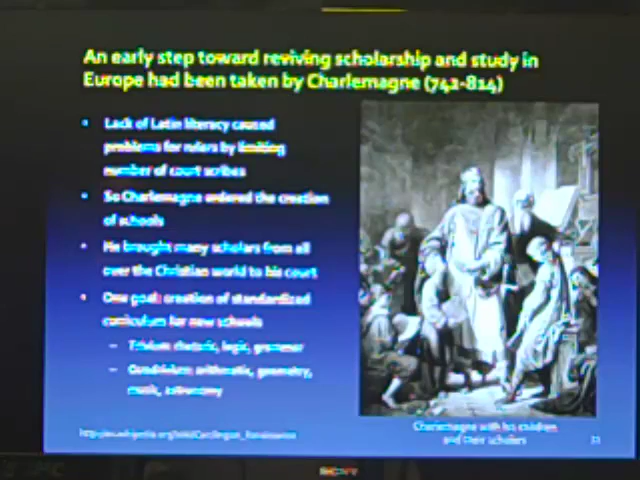 An early step toward reviving scholarship and study in
Europe had been taken by Charlemagne (742-814)
Lack of Latin literacy caused
problems for rulers by limiting
number of court scribes
So Charlemagne ordered the creation
of schools
He brought many scholars from all
over the Christian world to his court
One goal: creation of standardized
curriculum for new schools
– Trivium: rhetoric, logic, grammar
– Quadrivium: arithmetic, geometry,
music, astronomy
Charlemagne with his children
and their scholars
SONY